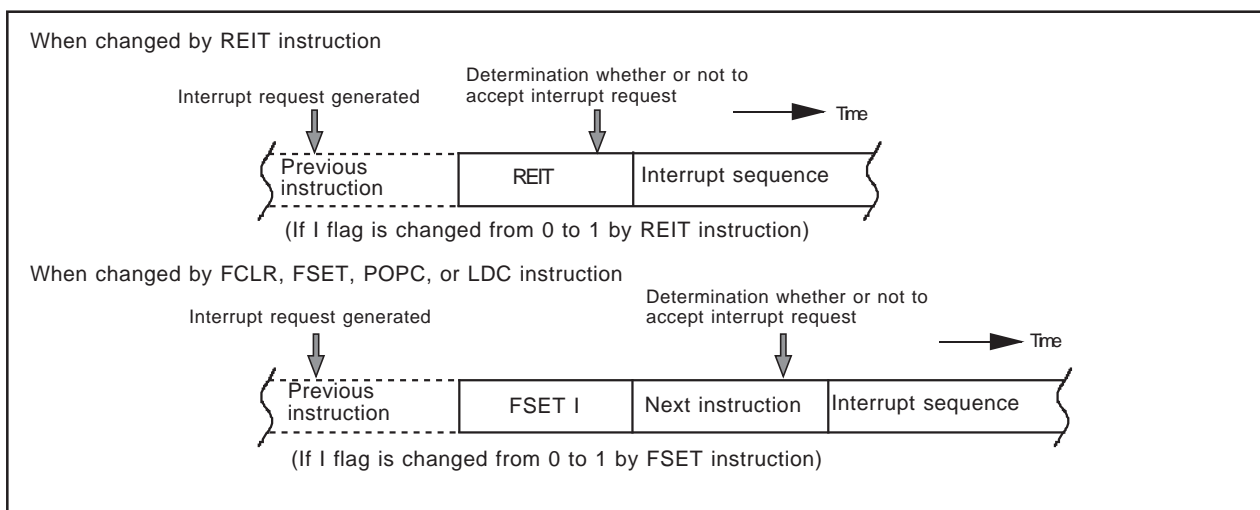 When changed by REIT instruction
Determination whether or not to
accept interrupt request
Interrupt request generated
Time
Previous
instruction
REIT
Interrupt sequence
(If I flag is changed from 0 to 1 by REIT instruction)
When changed by FCLR, FSET, POPC, or LDC instruction
Determination whether or not to
accept interrupt request
Interrupt request generated
Time
Previous
instruction
FSET I
Next instruction
Interrupt sequence
(If I flag is changed from 0 to 1 by FSET instruction)